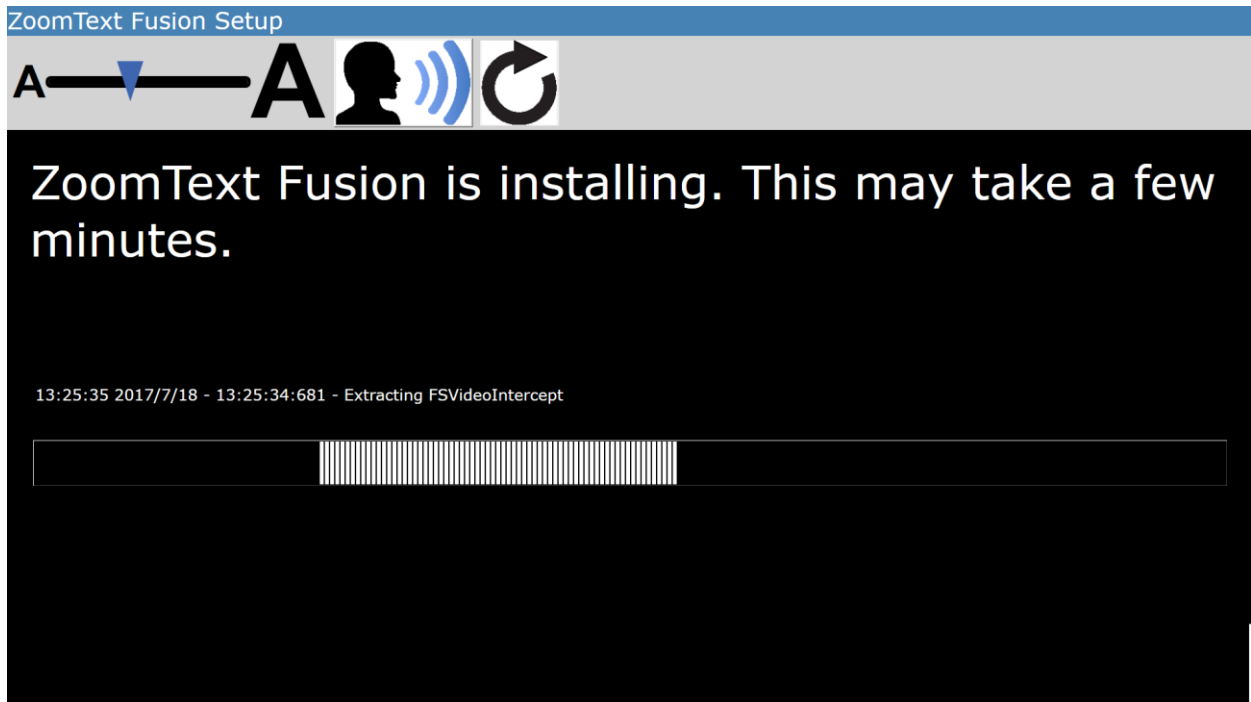 ZoomText Fusion Setup
A A
ZoomText Fusion is installing. This may take a few
minutes.
13:25:35 2017/7/18 - 13:25:34:681 - Extracting FSVideoIntercept